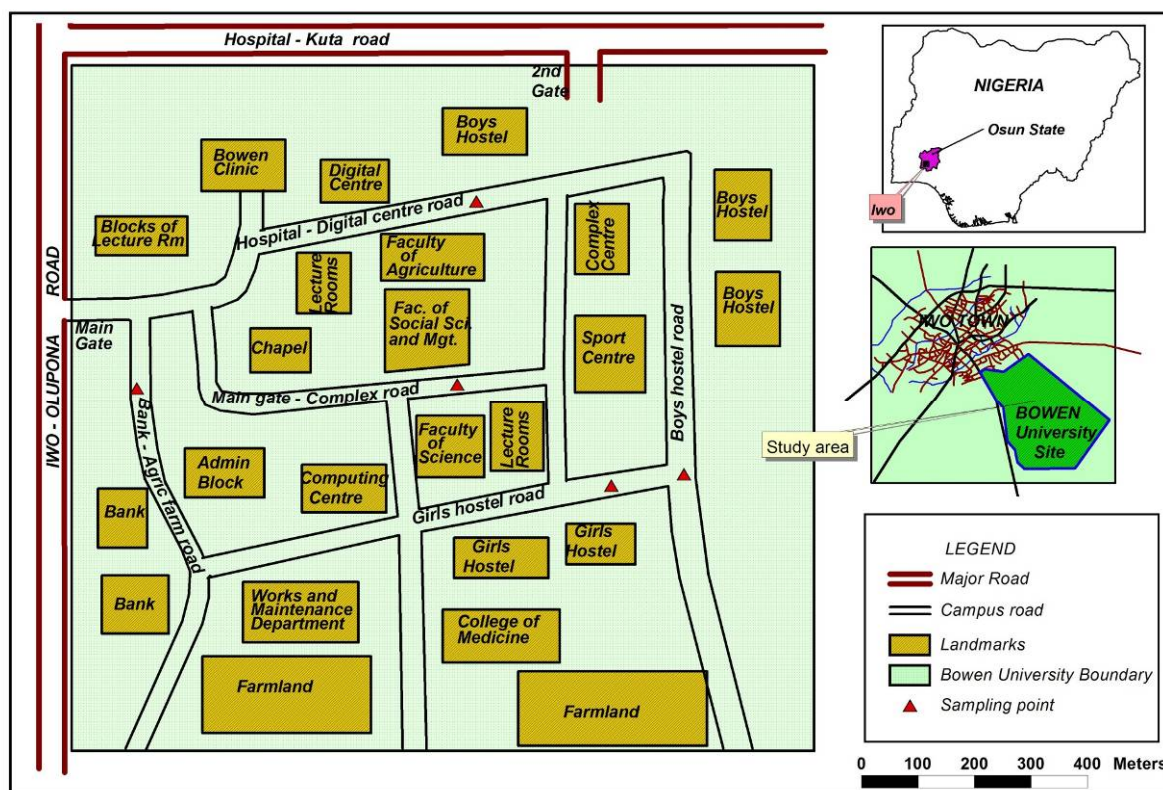 Hospital - Kuta road
2nd
Gate
Boys
Hostel
Bowen
Clinic
Digital
Centre
Boys
Hostel
Blocks of
Lecture Rm
Hospital - Digital centre road
Complex
Centre
Faculty
of
Agriculture
Lecture
Rooms
Boys
Hostel
IWO - OLUPONA ROAD
Main
Gate
Fac. of
Social Sci.
and Mgt.
Chapel
Sport
Centre
Boys hostel road
Main gate - Complex road
Bank - Agric farm road
Faculty
of
Science
Lecture
Rooms
Admin
Block
Computing
Centre
Girls hostel road
Bank
Girls
Hostel
Girls
Hostel
Bank
Works and
Maintenance
Department
College of
Medicine
Farmland
Farmland
NIGERIA
Osun State
Iwo
IWO TOWN
BOWEN
University
Site
Study area
LEGEND
Major Road
Campus road
Landmarks
Bowen University Boundary
Sampling point
0 100 200 300 400 Meters